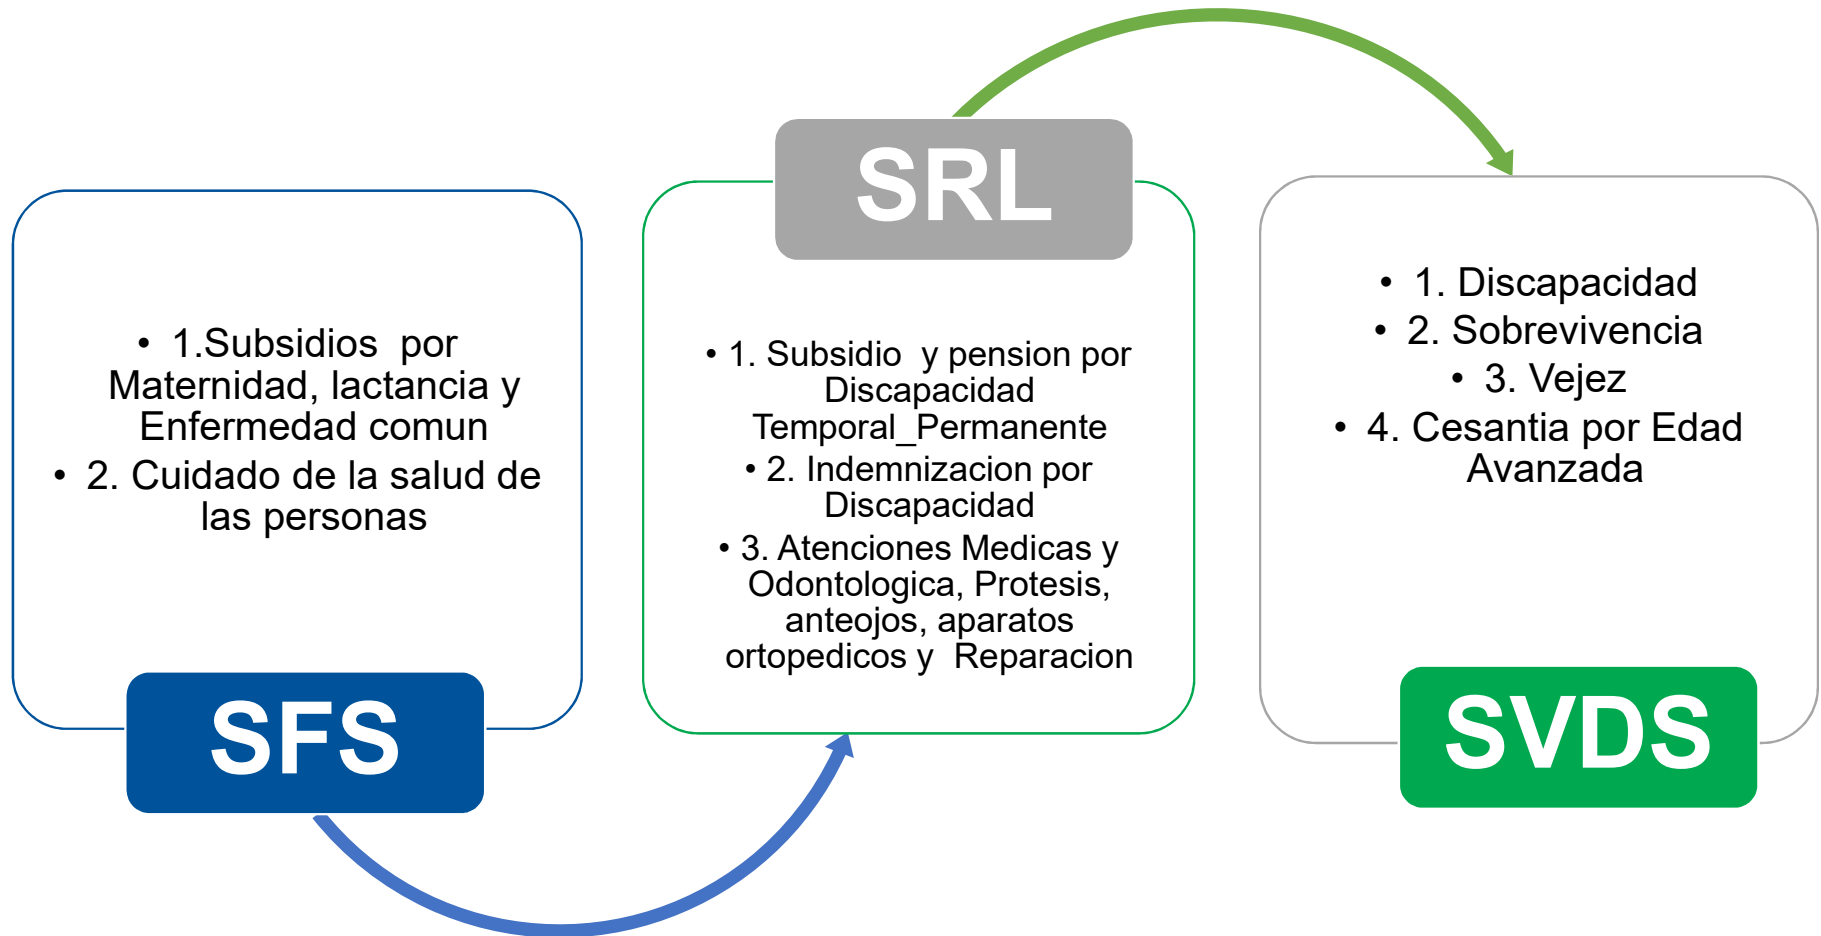 • 1.Subsidios por
Maternidad, lactancia y
Enfermedad comun
• 2. Cuidado de la salud de
las personas
SFS
SRL
• 1. Subsidio y pension por
Discapacidad
Temporal_Permanente
• 2. Indemnizacion por
Discapacidad
• 3. Atenciones Medicas y
Odontologica, Protesis,
anteojos, aparatos
ortopedicos y Reparacion
• 1. Discapacidad
• 2. Sobrevivencia
• 3. Vejez
• 4. Cesantia por Edad
Avanzada
SVDS